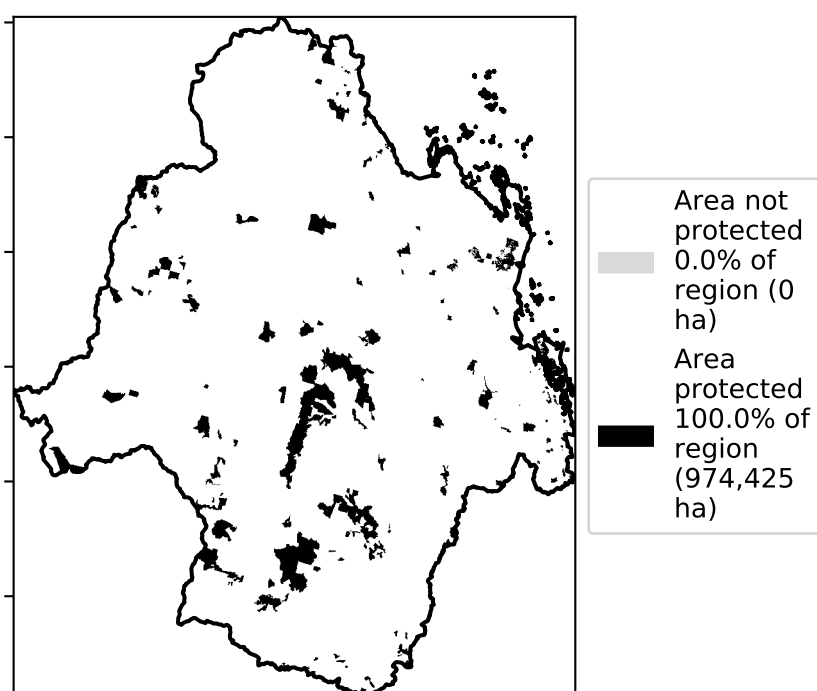 Area not
protected
0.0% of
region (0
ha)
Area
protected
100.0% of
region
(974,425
ha)